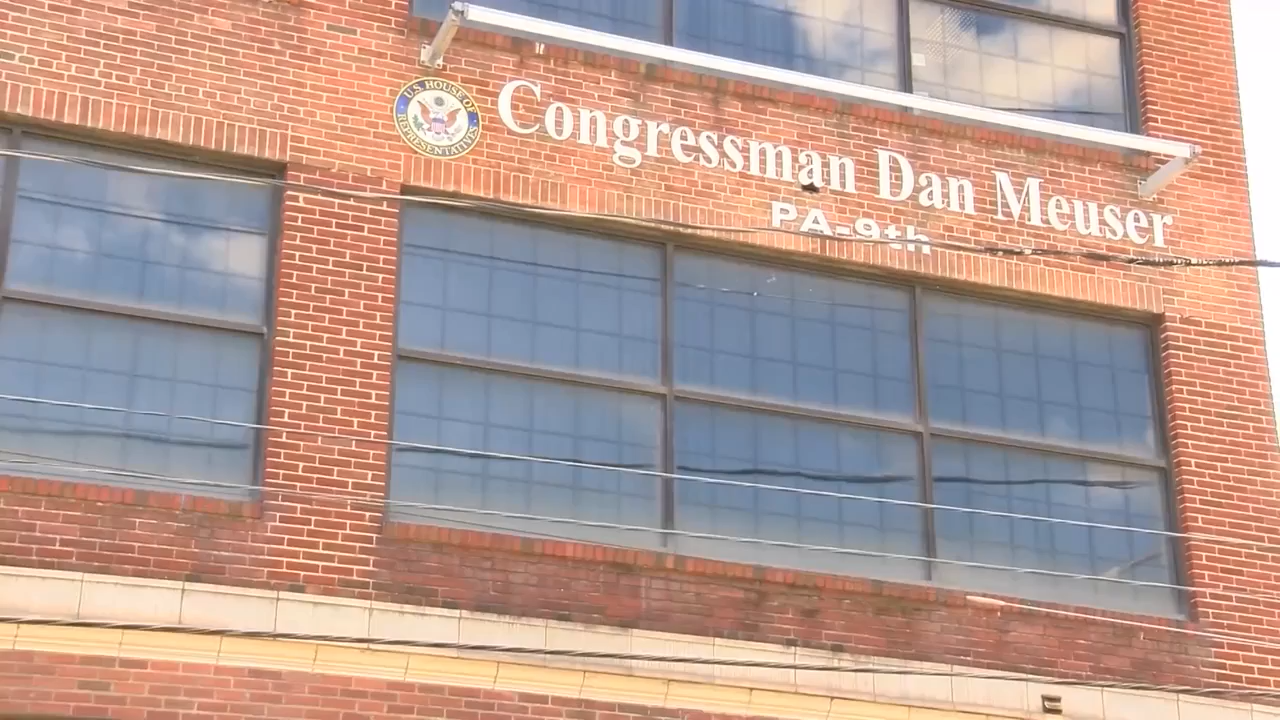 U.S. HOUSE OF
REPRESENTATIVES
Congressman Dan Meuser
PA-9th